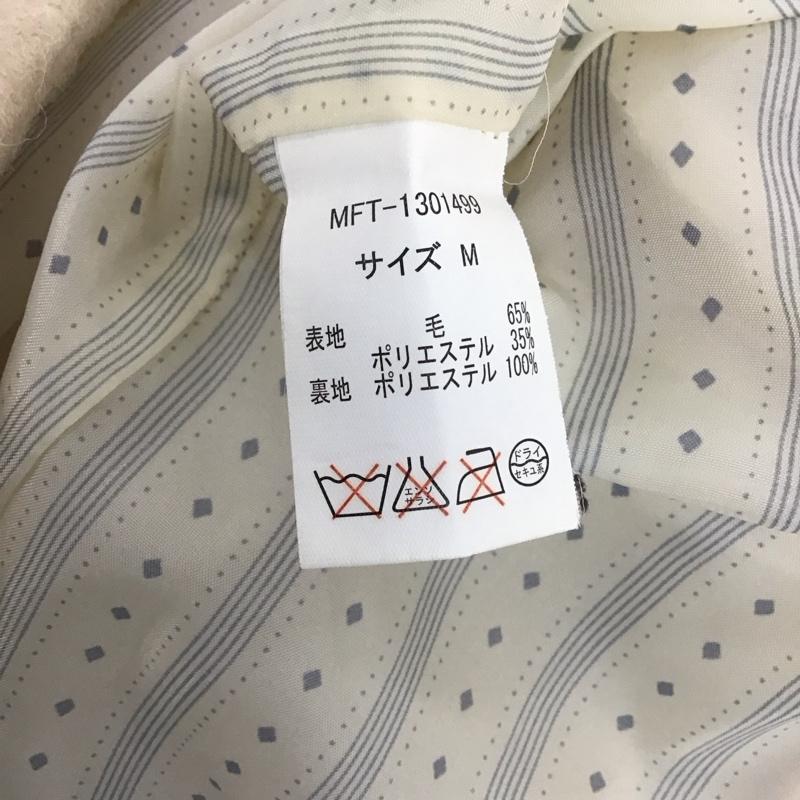 MFT-1301499
サイズ M
表地 毛 65%
ポリエステル 35%
裏地 ポリエステル 100%
エンソ
サラシ
ドライ
セキユ系